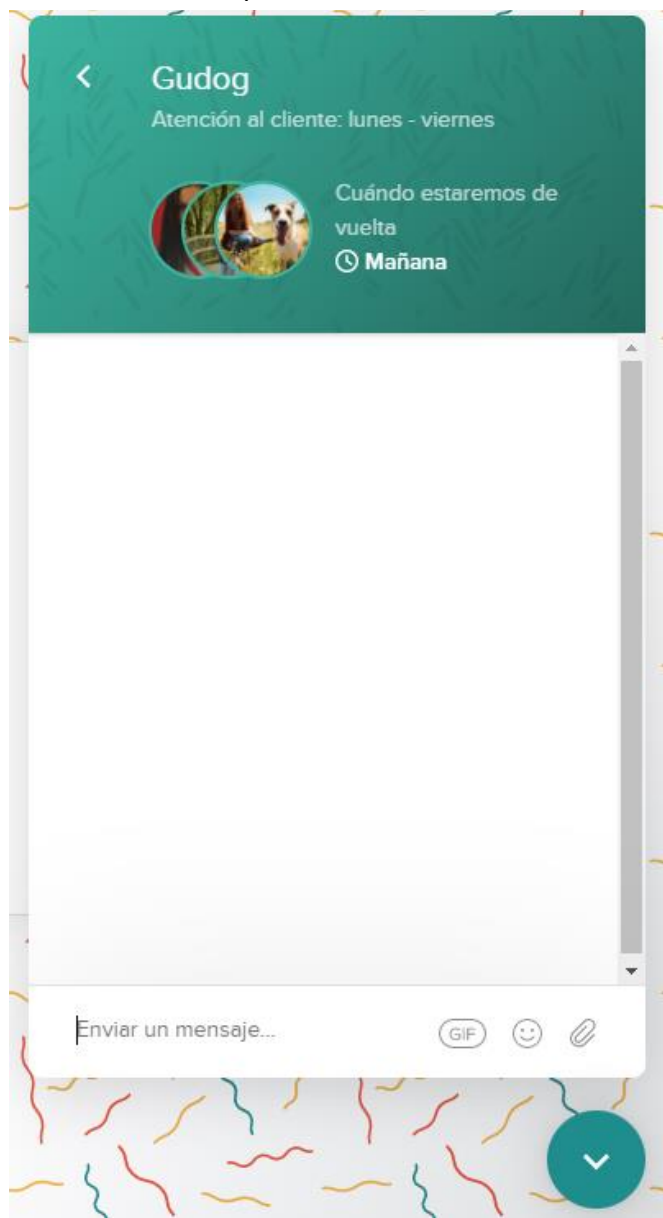 Gudog
Atención al cliente: lunes - viernes
Cuándo estaremos de
vuelta
Mañana
Enviar un mensaje...
GIF